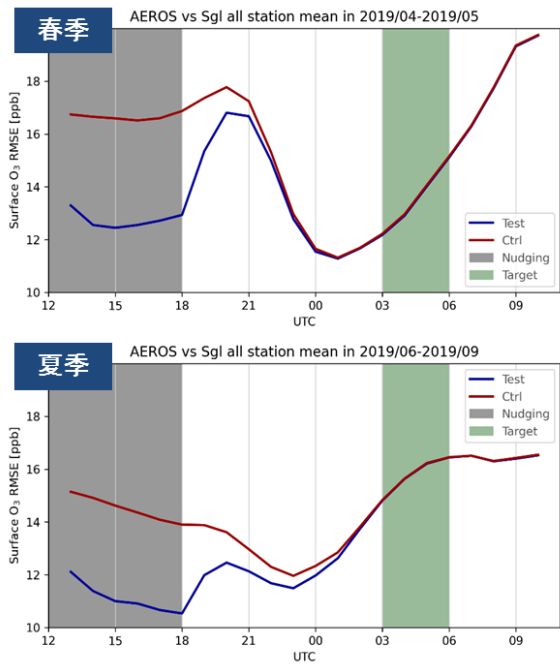 春季
AEROS vs Sgl all station mean in 2019/04-2019/05
Surface O₃ RMSE [ppb]
18
16
14
12
10
Test
Ctrl
Nudging
Target
12 15 18 21 00 03 06 09
UTC
夏季
AEROS vs Sgl all station mean in 2019/06-2019/09
Surface O₃ RMSE [ppb]
18
16
14
12
10
Test
Ctrl
Nudging
Target
12 15 18 21 00 03 06 09
UTC